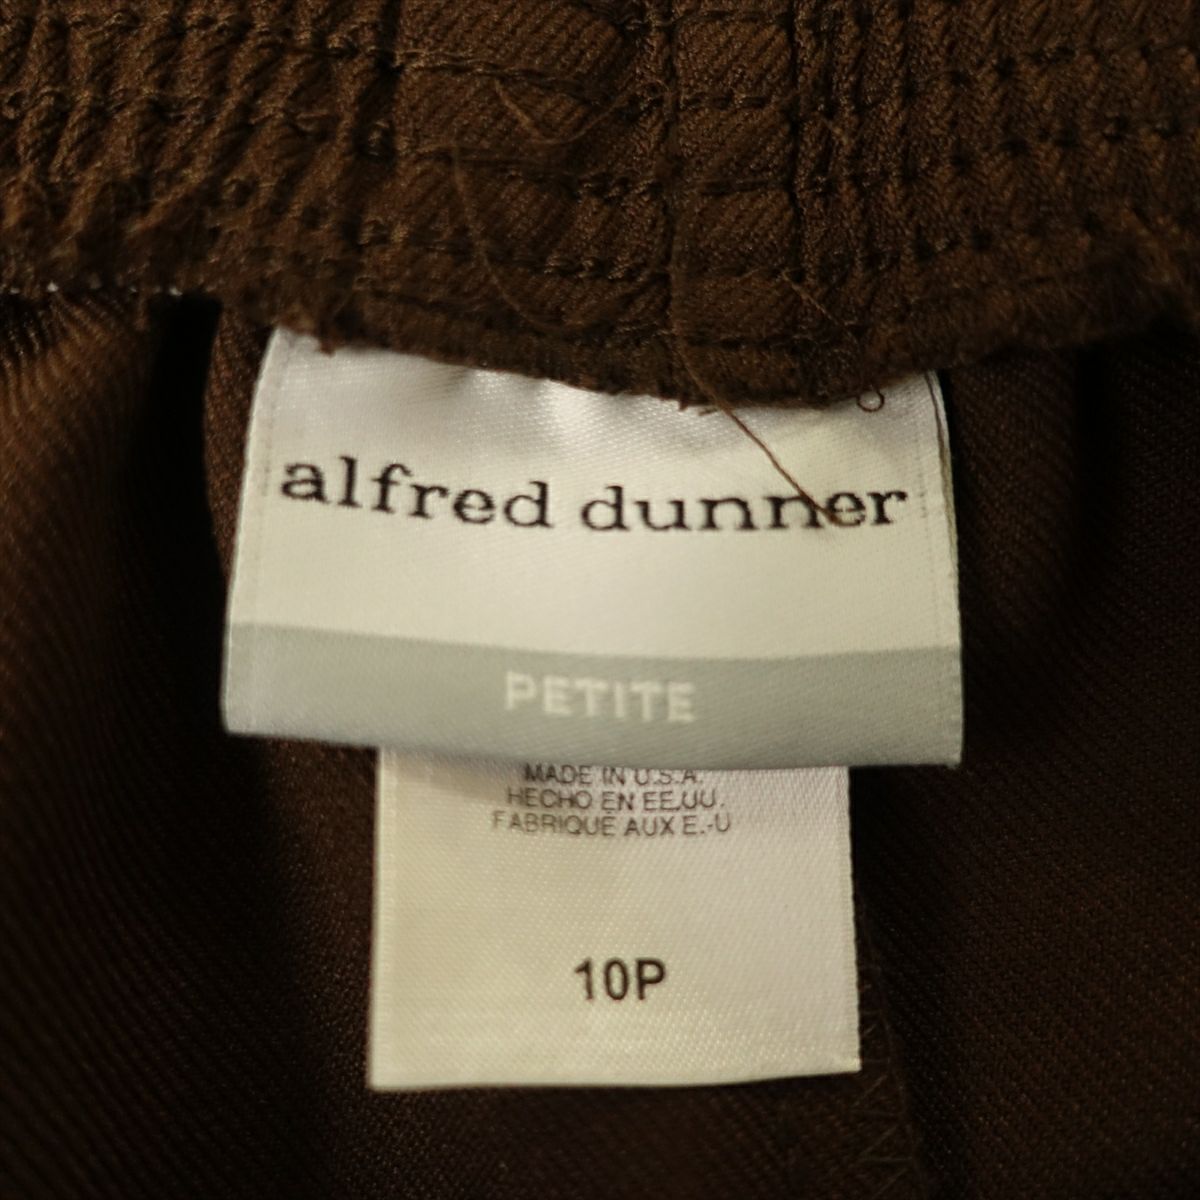 alfred dunner
PETITE
MADE IN U.S.A.
HECHO EN EE.UU.
FABRIQUÉ AUX E.-U
10P